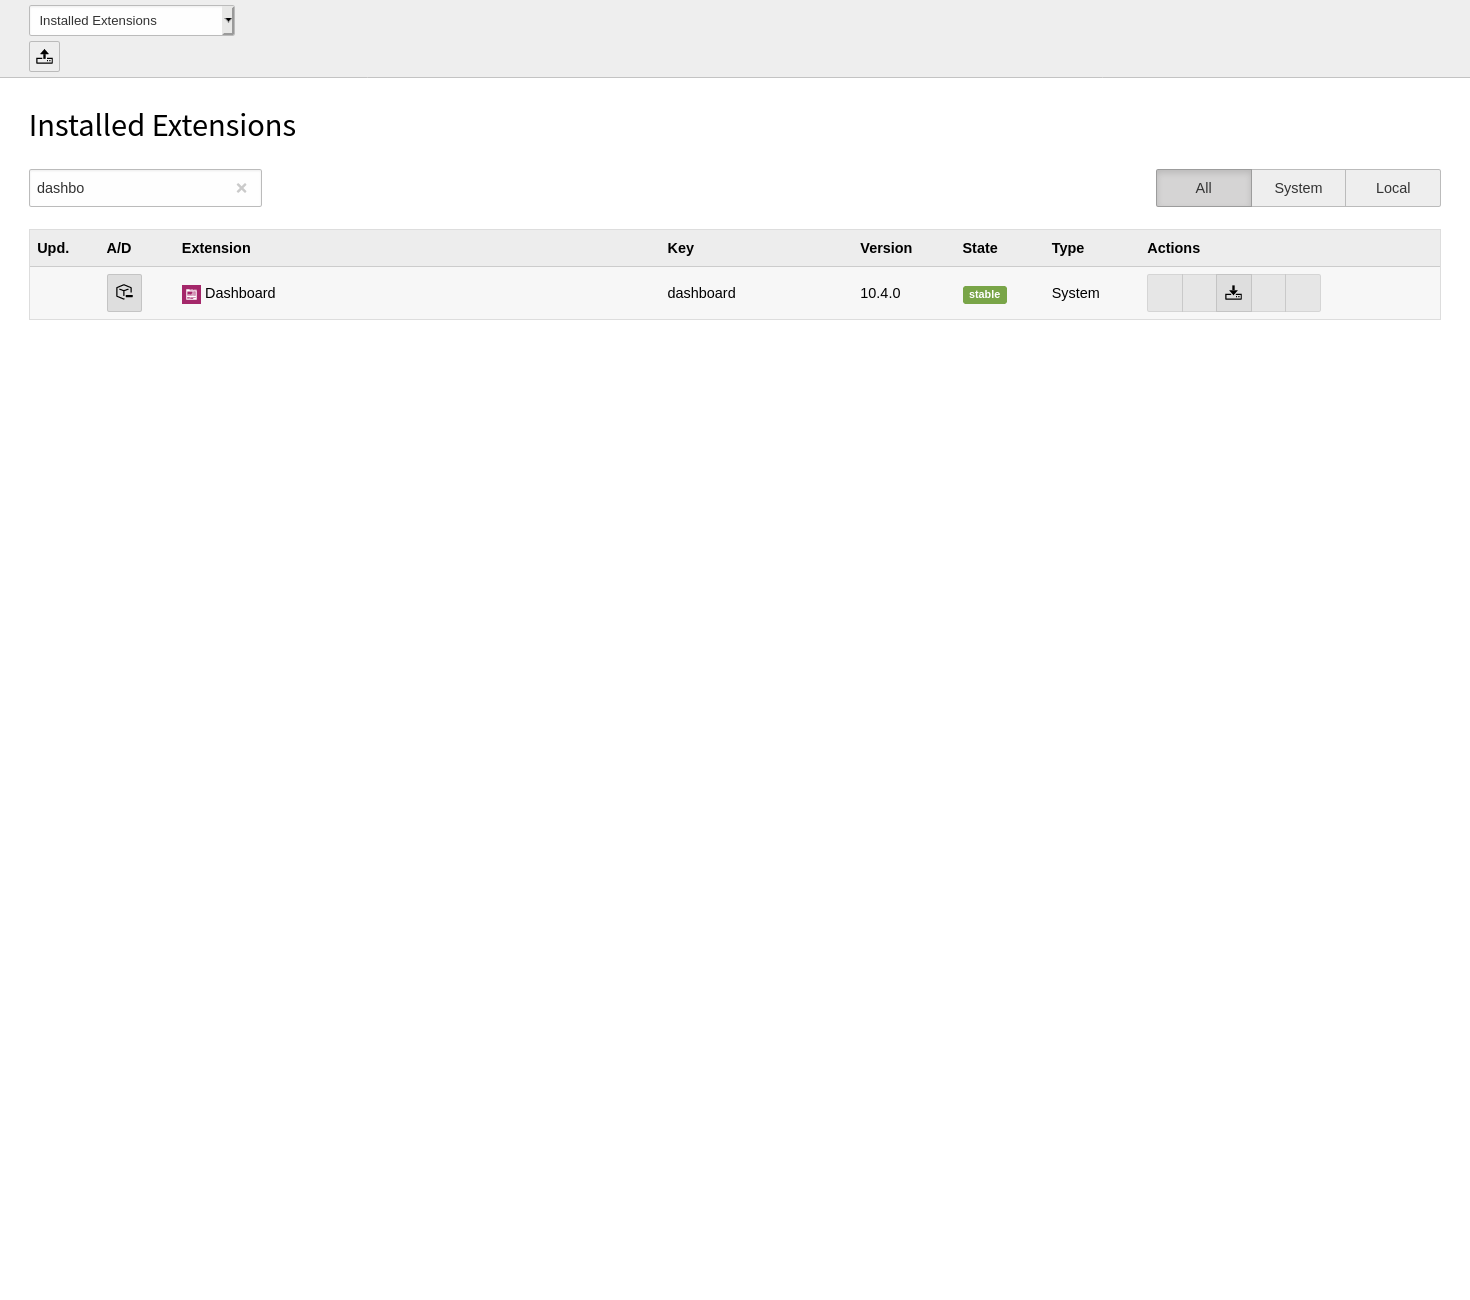 Installed Extensions
Installed Extensions
dashbo
All System Local
Upd. A/D Extension Key Version State Type Actions
Dashboard dashboard 10.4.0 stable System